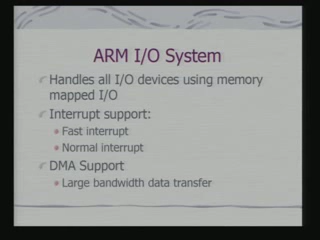 ARM I/O System
Handles all I/O devices using memory
mapped I/O
Interrupt support:
Fast interrupt
Normal interrupt
DMA Support
Large bandwidth data transfer